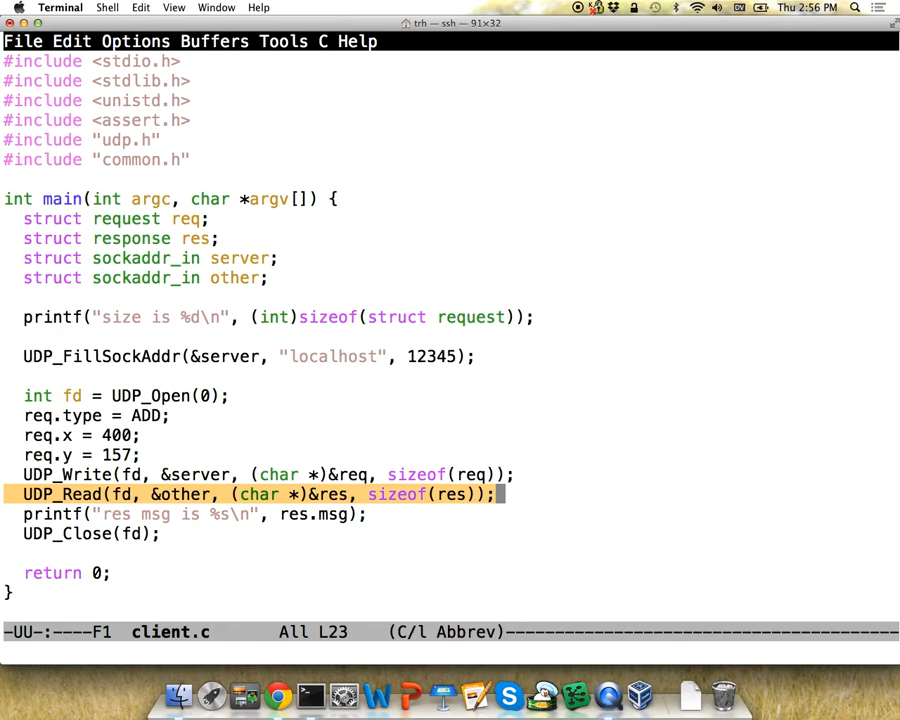 Terminal Shell Edit View Window Help Thu 2:56 PM
trh — ssh — 91×32
File Edit Options Buffers Tools C Help
#include <stdio.h>
#include <stdlib.h>
#include <unistd.h>
#include <assert.h>
#include "udp.h"
#include "common.h"
int main(int argc, char *argv[]) {
  struct request req;
  struct response res;
  struct sockaddr_in server;
  struct sockaddr_in other;
  printf("size is %d\n", (int)sizeof(struct request));
  UDP_FillSockAddr(&server, "localhost", 12345);
  int fd = UDP_Open(0);
  req.type = ADD;
  req.x = 400;
  req.y = 157;
  UDP_Write(fd, &server, (char *)&req, sizeof(req));
  UDP_Read(fd, &other, (char *)&res, sizeof(res));
  printf("res msg is %s\n", res.msg);
  UDP_Close(fd);
  return 0;
}
-UU-:----F1 client.c All L23 (C/l Abbrev)--------------------------------------------